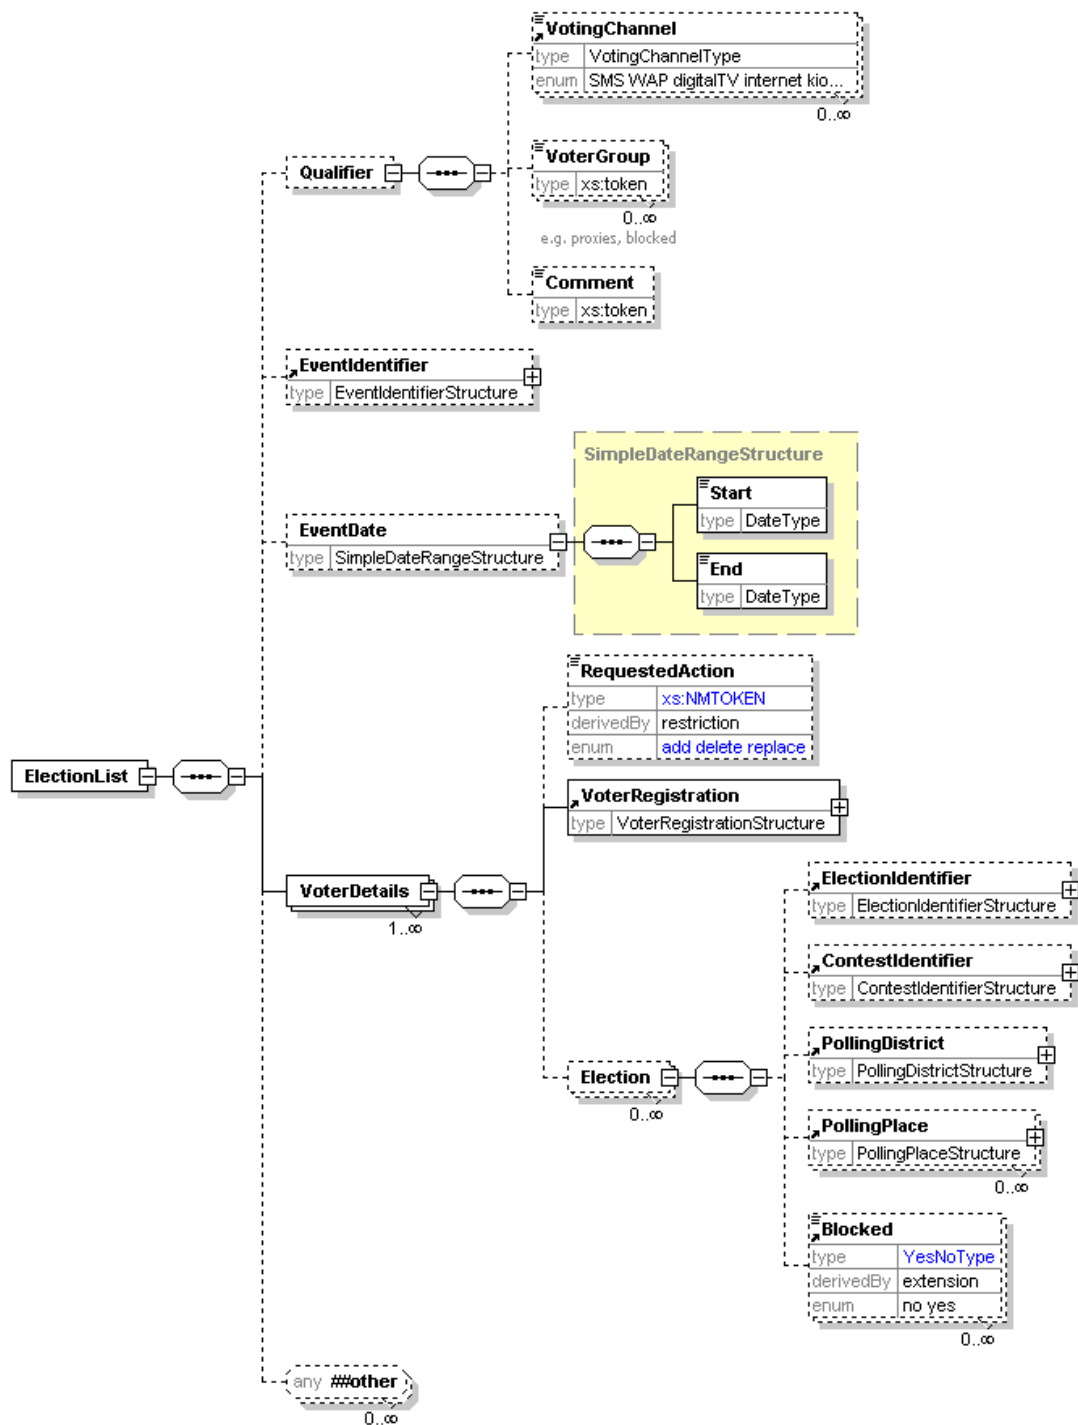 VotingChannel
type VotingChannelType
enum SMS WAP digitalTV internet kio...
0..∞
Qualifier
VoterGroup
type xs:token
0..∞
e.g. proxies, blocked
Comment
type xs:token
EventIdentifier
type EventIdentifierStructure
SimpleDateRangeStructure
Start
type DateType
EventDate
type SimpleDateRangeStructure
End
type DateType
RequestedAction
type xs:NMTOKEN
derivedBy restriction
enum add delete replace
ElectionList
VoterRegistration
type VoterRegistrationStructure
VoterDetails
1..∞
ElectionIdentifier
type ElectionIdentifierStructure
ContestIdentifier
type ContestIdentifierStructure
PollingDistrict
type PollingDistrictStructure
Election
0..∞
PollingPlace
type PollingPlaceStructure
0..∞
Blocked
type YesNoType
derivedBy extension
enum no yes
0..∞
any ##other
0..∞